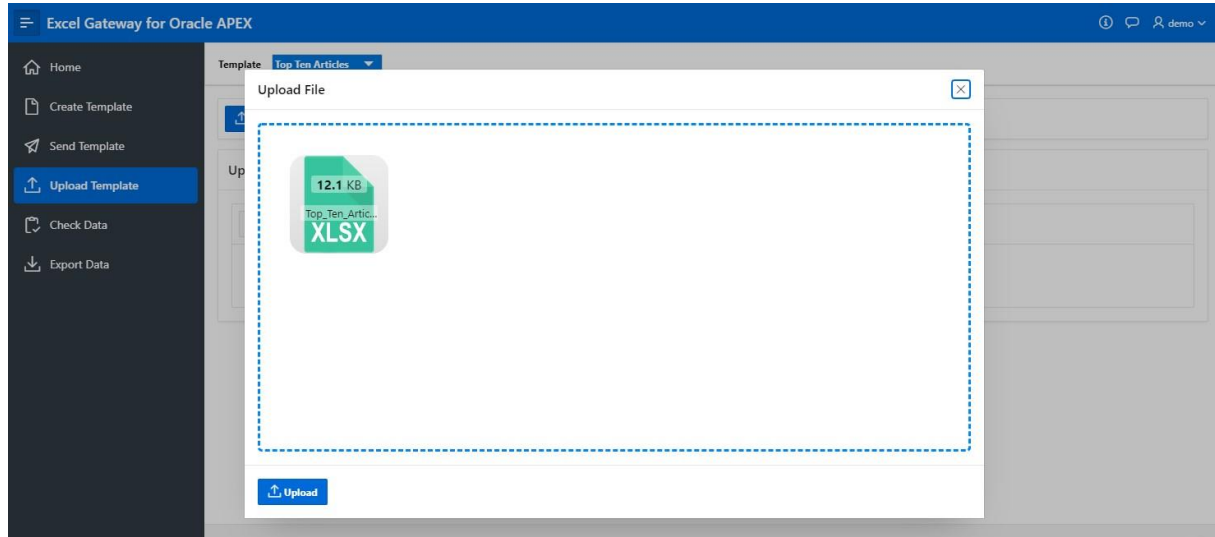 Excel Gateway for Oracle APEX
demo
Home
Create Template
Send Template
Upload Template
Check Data
Export Data
Template Top Ten Articles
Upload File
Up
12.1 KB
Top_Ten_Artic...
XLSX
Upload